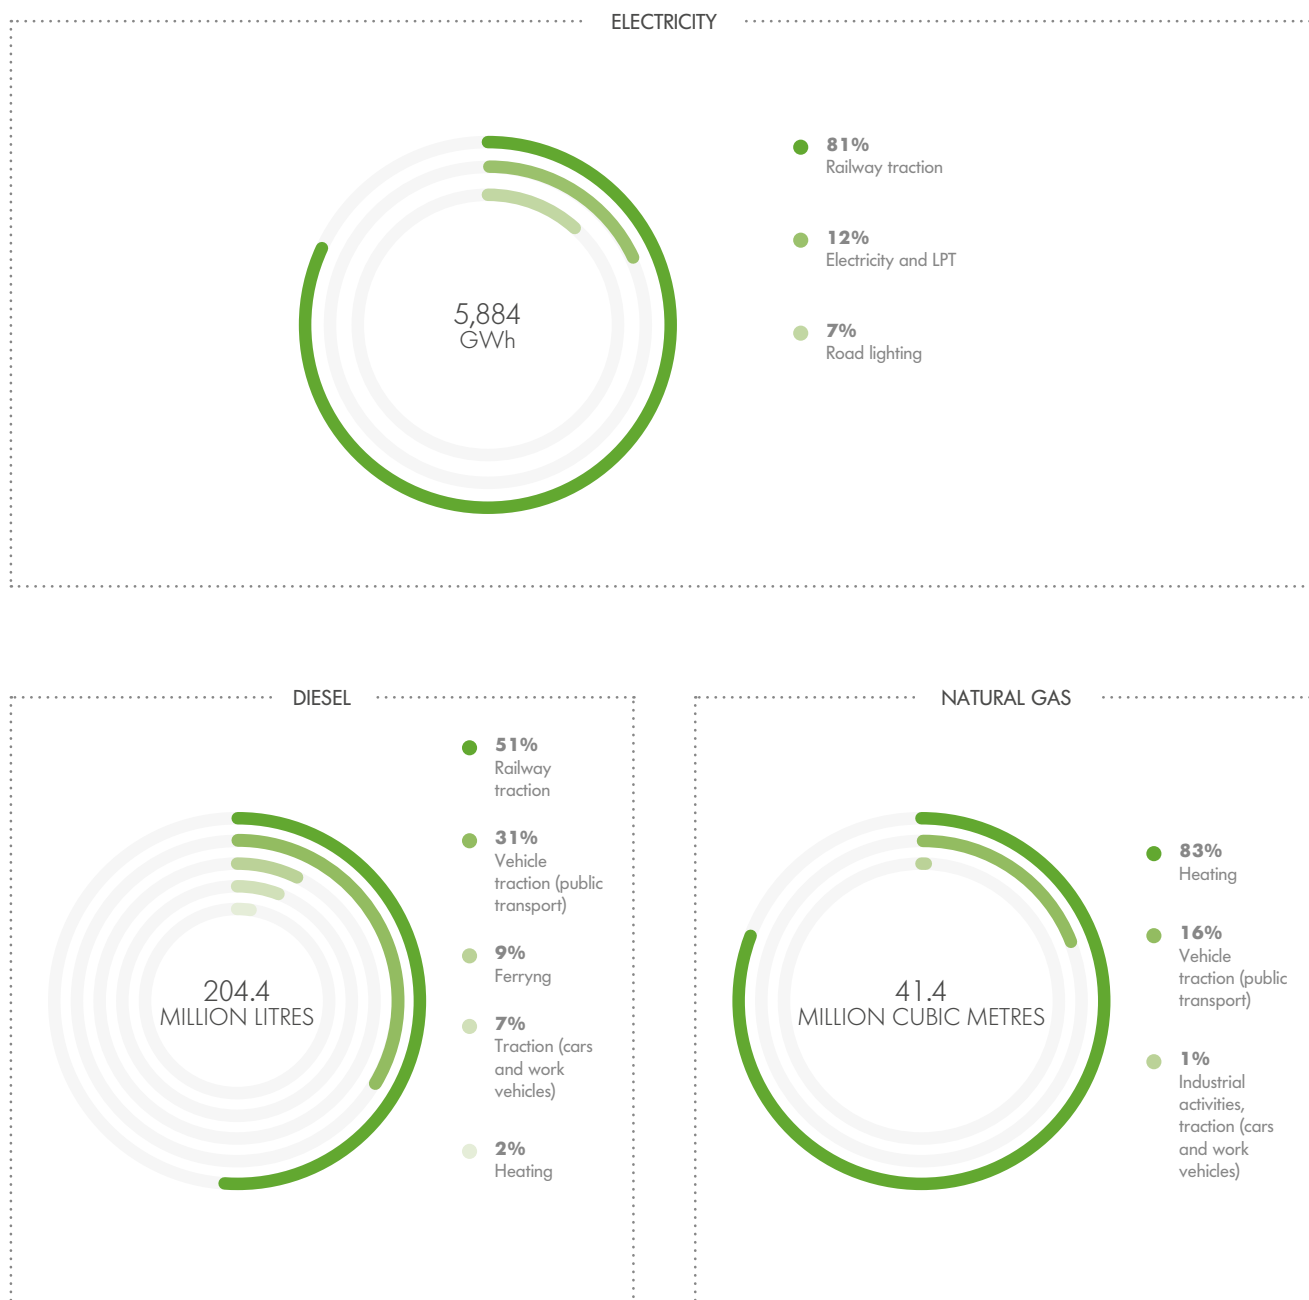 ELECTRICITY
5,884
GWh
81%
Railway traction
12%
Electricity and LPT
7%
Road lighting
DIESEL
204.4
MILLION LITRES
51%
Railway
traction
31%
Vehicle
traction (public
transport)
9%
Ferryng
7%
Traction (cars
and work
vehicles)
2%
Heating
NATURAL GAS
41.4
MILLION CUBIC METRES
83%
Heating
16%
Vehicle
traction (public
transport)
1%
Industrial
activities,
traction (cars
and work
vehicles)